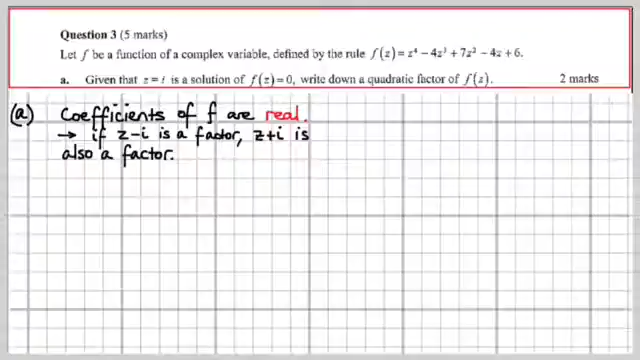 Question 3 (5 marks)
Let f be a function of a complex variable, defined by the rule f(z) = z⁴ − 4z³ + 7z² − 4z + 6.
a. Given that z = i is a solution of f(z) = 0, write down a quadratic factor of f(z). 2 marks
(a) Coefficients of f are real.
→ if z−i is a factor, z+i is
also a factor.